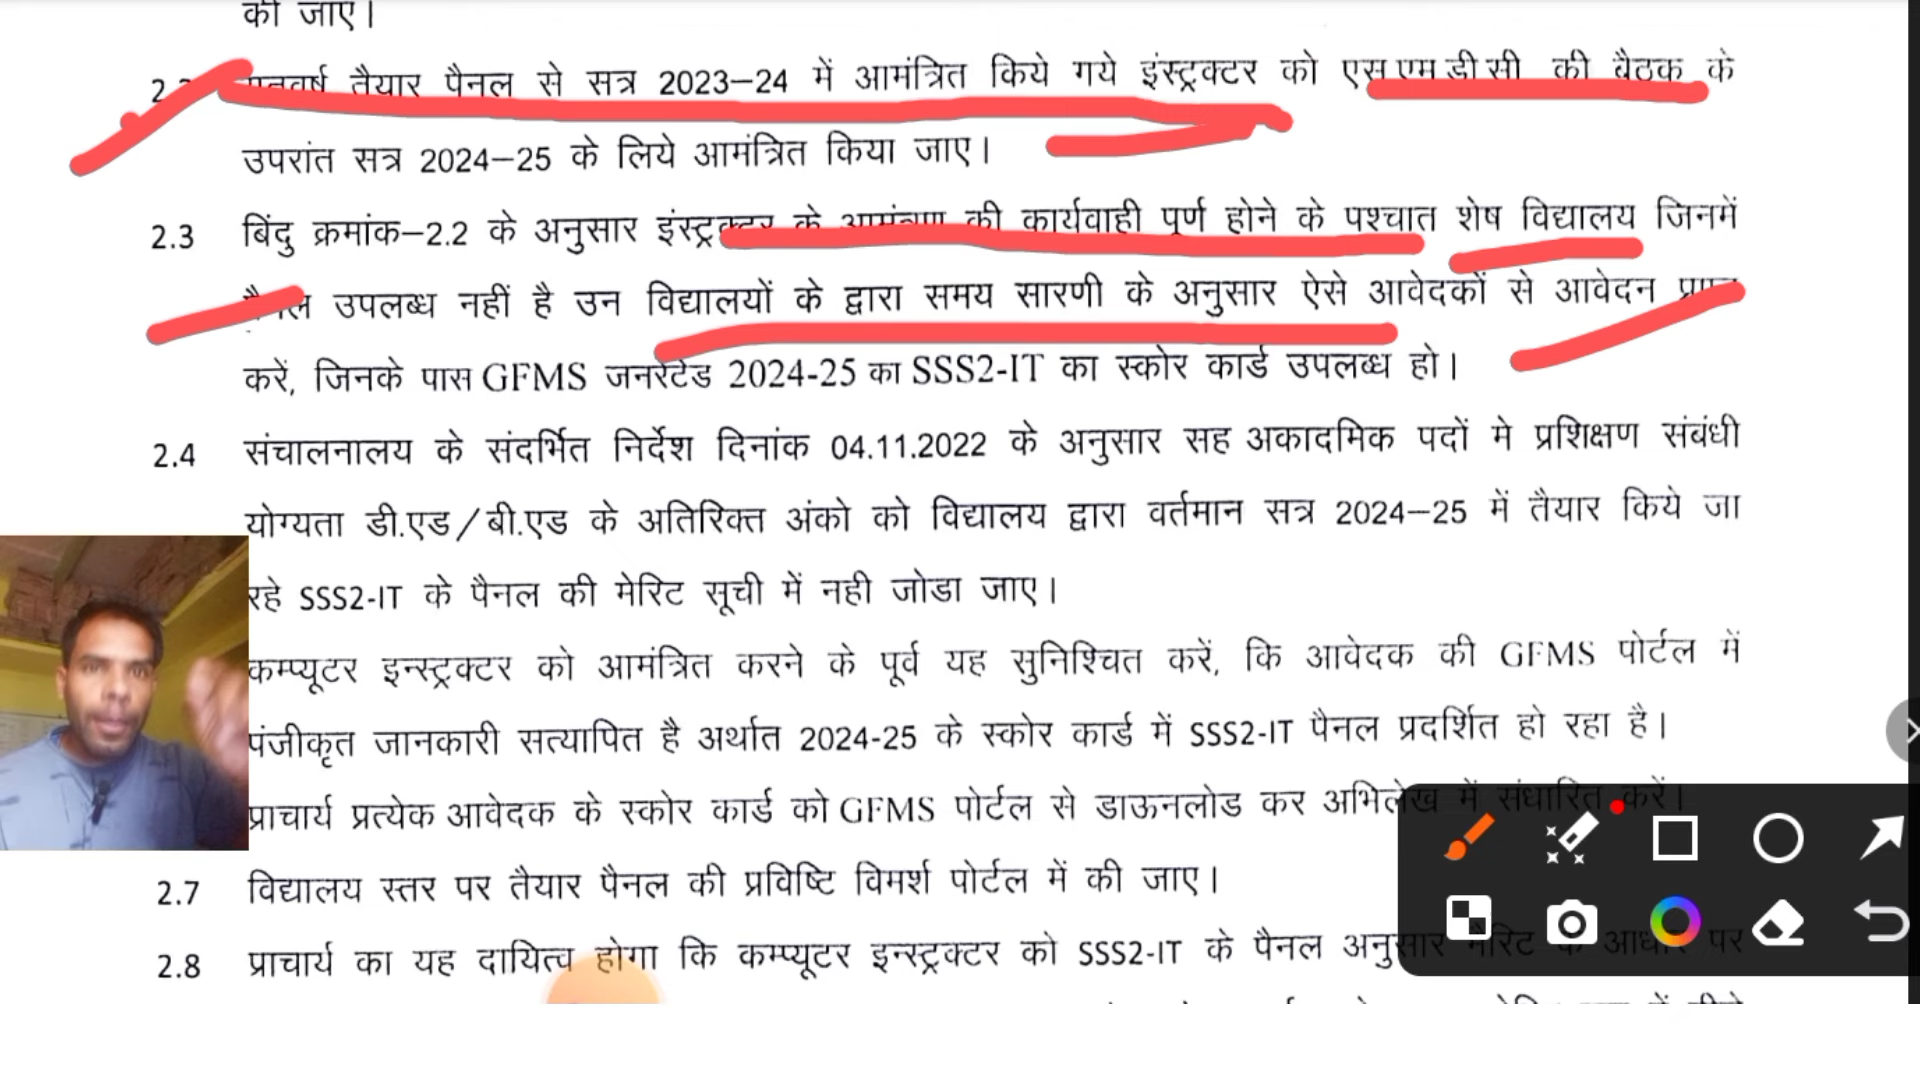 की जाए।
तैयार पैनल से सत्र 2023–24 में आमंत्रित किये गये इंस्ट्रक्टर को एसएमडीसी की बैठक के
उपरांत सत्र 2024–25 के लिये आमंत्रित किया जाए।
2.3 बिंदु क्रमांक–2.2 के अनुसार इंस्ट्रक्टर के आमंत्रण की कार्यवाही पूर्ण होने के पश्चात शेष विद्यालय जिनमें
उपलब्ध नहीं है उन विद्यालयों के द्वारा समय सारणी के अनुसार ऐसे आवेदकों से आवेदन
करें, जिनके पास GFMS जनरेटेड 2024-25 का SSS2-IT का स्कोर कार्ड उपलब्ध हो।
2.4 संचालनालय के संदर्भित निर्देश दिनांक 04.11.2022 के अनुसार सह अकादमिक पदों मे प्रशिक्षण संबंधी
योग्यता डी.एड/बी.एड के अतिरिक्त अंको को विद्यालय द्वारा वर्तमान सत्र 2024–25 में तैयार किये जा
रहे SSS2-IT के पैनल की मेरिट सूची में नही जोडा जाए।
कम्प्यूटर इन्स्ट्रक्टर को आमंत्रित करने के पूर्व यह सुनिश्चित करें, कि आवेदक की GFMS पोर्टल में
पंजीकृत जानकारी सत्यापित है अर्थात 2024-25 के स्कोर कार्ड में SSS2-IT पैनल प्रदर्शित हो रहा है।
प्राचार्य प्रत्येक आवेदक के स्कोर कार्ड को GFMS पोर्टल से डाऊनलोड कर अभिलेख में संधारित करें।
2.7 विद्यालय स्तर पर तैयार पैनल की प्रविष्टि विमर्श पोर्टल में की जाए।
2.8 प्राचार्य का यह दायित्व होगा कि कम्प्यूटर इन्स्ट्रक्टर को SSS2-IT के पैनल अनुसार मेरिट के आधार पर